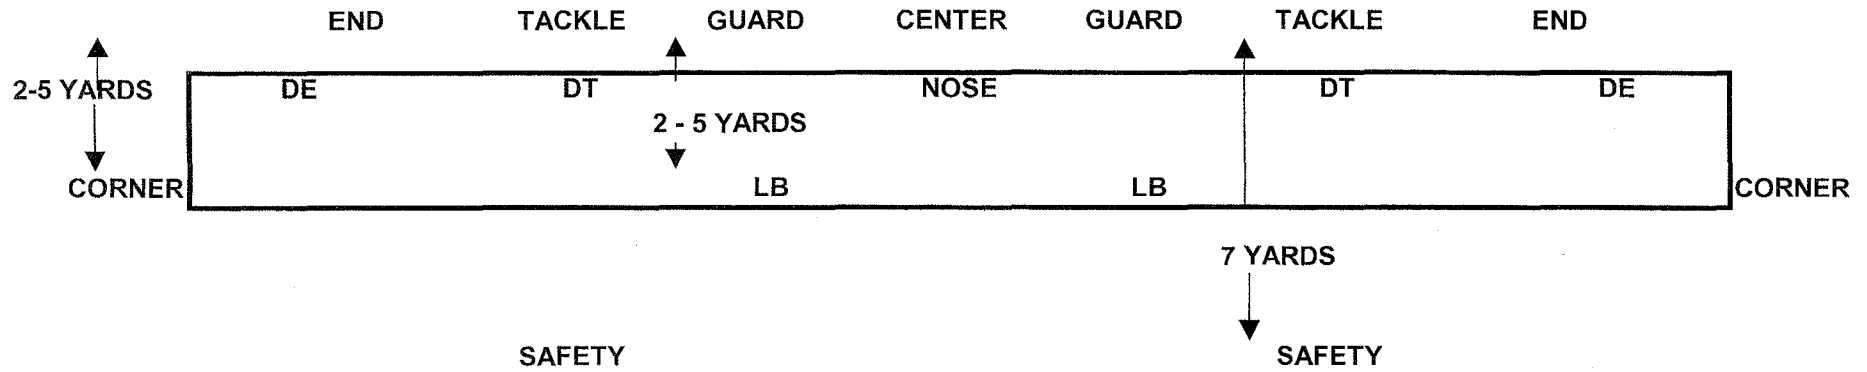 END TACKLE GUARD CENTER GUARD TACKLE END
2-5 YARDS DE DT NOSE DT DE
2 - 5 YARDS
CORNER LB LB CORNER
7 YARDS
SAFETY SAFETY